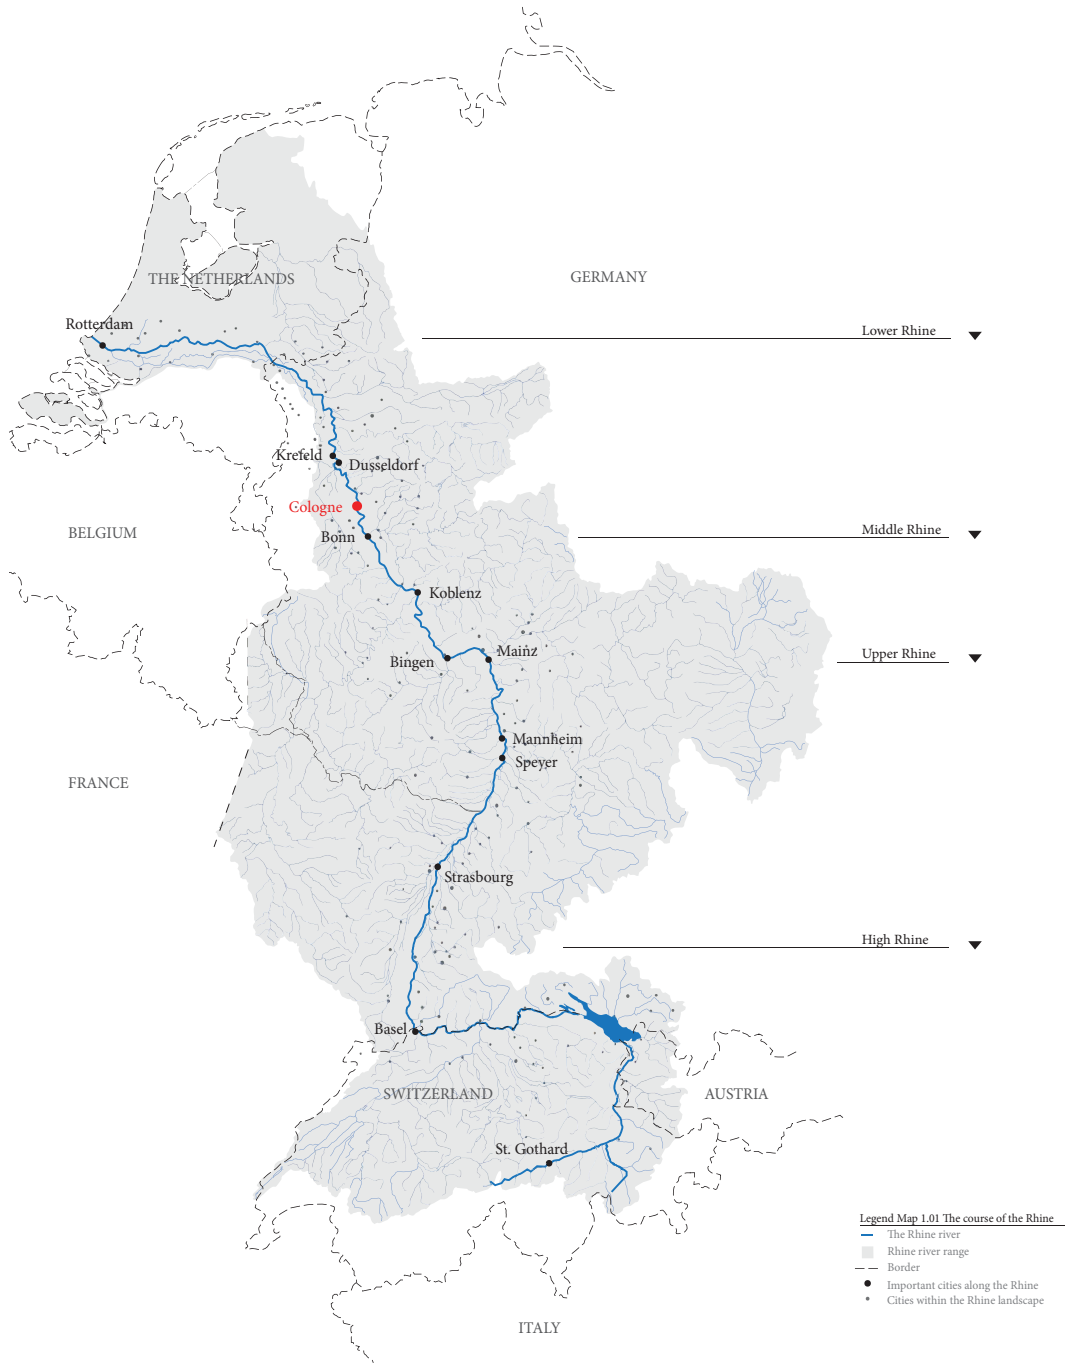 THE NETHERLANDS
GERMANY
Rotterdam
Lower Rhine
Krefeld
Dusseldorf
Cologne
BELGIUM
Bonn
Middle Rhine
Koblenz
Bingen
Mainz
Upper Rhine
Mannheim
Speyer
FRANCE
Strasbourg
High Rhine
Basel
SWITZERLAND
AUSTRIA
St. Gothard
ITALY
Legend Map 1.01 The course of the Rhine
The Rhine river
Rhine river range
Border
Important cities along the Rhine
Cities within the Rhine landscape